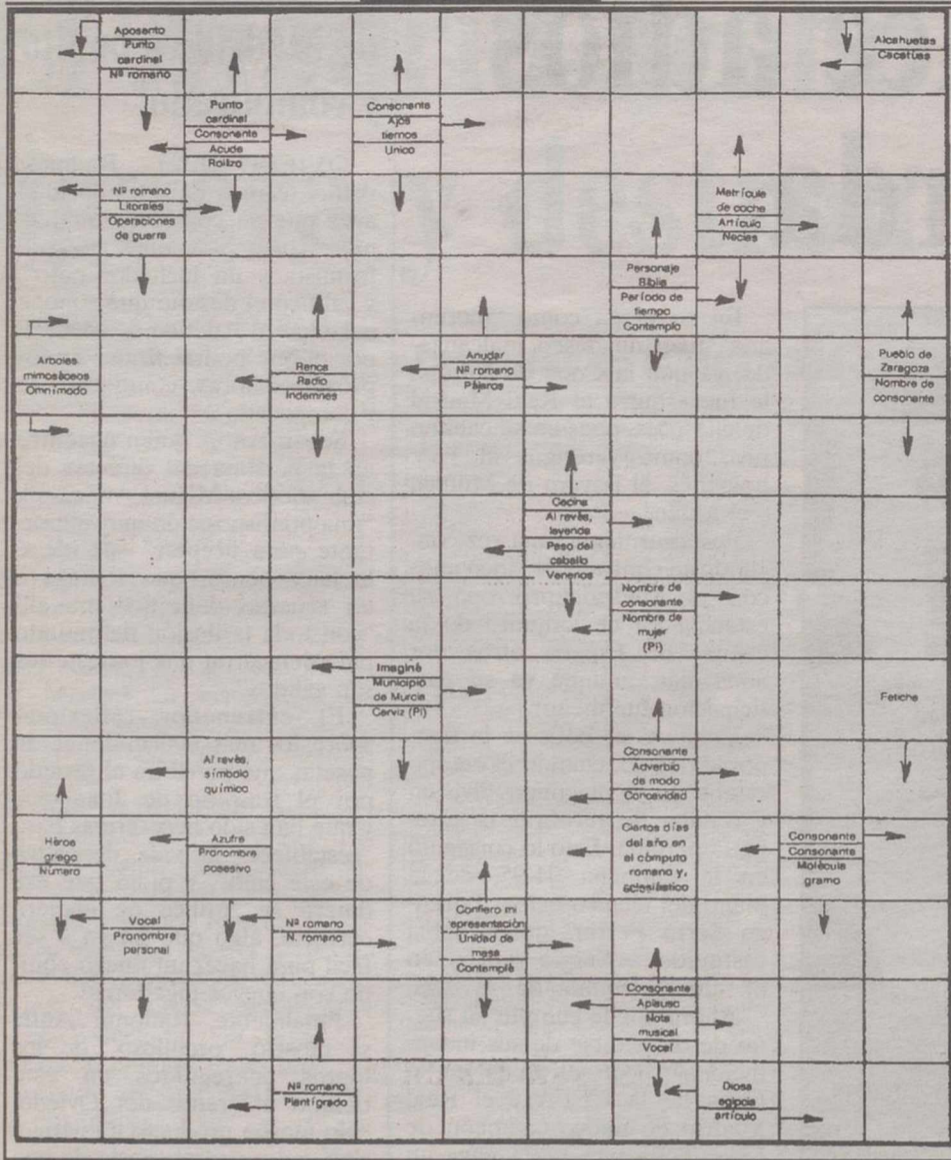 Aposento
Punto
cardinal
Nº romano
Alcahuetas
Cacatúas
Punto
cardinal
Consonante
Acude
Rollizo
Consonante
Ajos
tiernos
Unico
Nº romano
Litorales
Operaciones
de guerra
Matrícula
de coche
Artículo
Necias
Personaje
Biblia
Período de
tiempo
Contemplo
Arboles
mimosáceos
Omnímodo
Renca
Radio
Indemnes
Anudar
Nº romano
Pájaros
Pueblo de
Zaragoza
Nombre de
consonante
Cecina
Al revés,
leyenda
Paso del
caballo
Venenos
Nombre de
consonante
Nombre de
mujer
(Pl)
Imaginé
Municipio
de Murcia
Cerviz (Pl)
Fetiche
Al revés,
símbolo
químico
Consonante
Adverbio
de modo
Concavidad
Héroe
griego
Número
Azufre
Pronombre
posesivo
Ciertos días
del año en
el cómputo
romano y,
eclesiástico
Consonante
Consonante
Molécula
gramo
Vocal
Pronombre
personal
Nº romano
N. romano
Confiero mi
epresentación
Unidad de
masa
Contemplé
Consonante
Aplauso
Nota
musical
Vocal
Nº romano
Plantígrado
Diosa
egipcia
artículo